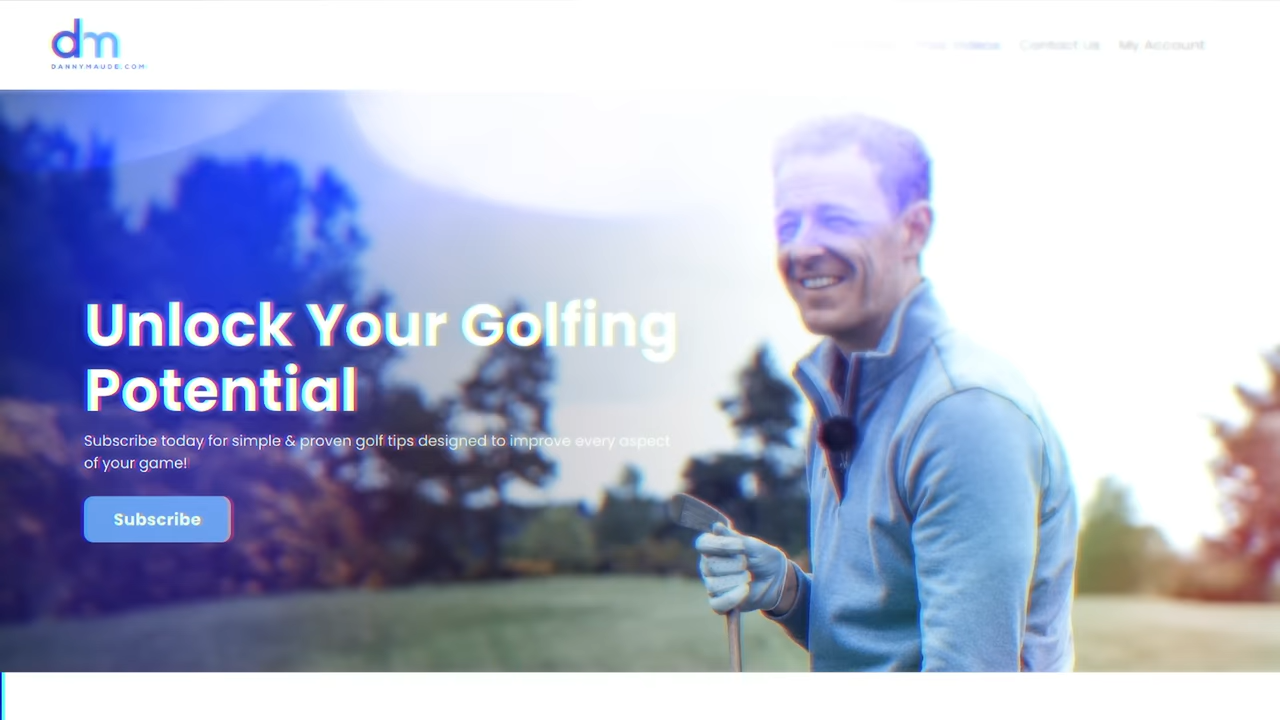 dm
DANNYMAUDE.COM
Videos Contact us My Account
Unlock Your Golfing
Potential
Subscribe today for simple & proven golf tips designed to improve every aspect
of your game!
Subscribe